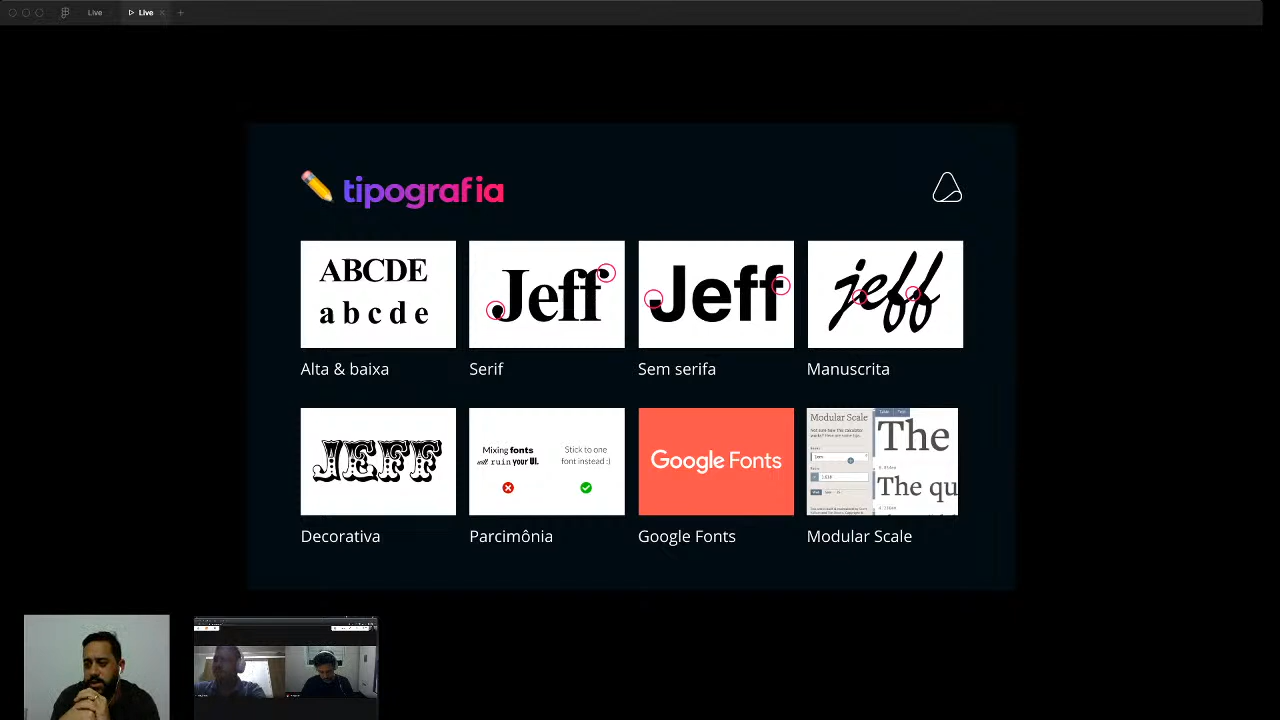 Live
Live
tipografia
ABCDE
a b c d e
Alta & baixa
Jeff
Serif
Jeff
Sem serifa
jeff
Manuscrita
JEFF
Decorativa
Mixing fonts
will ruin your UI.
Stick to one
font instead :)
Parcimônia
Google Fonts
Google Fonts
Modular Scale
The
The qu
Modular Scale